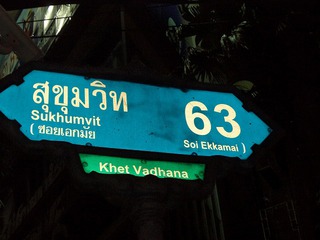 สุขุมวิท 63
Sukhumvit
( ซอยเอกมัย Soi Ekkamai )
Khet Vadhana